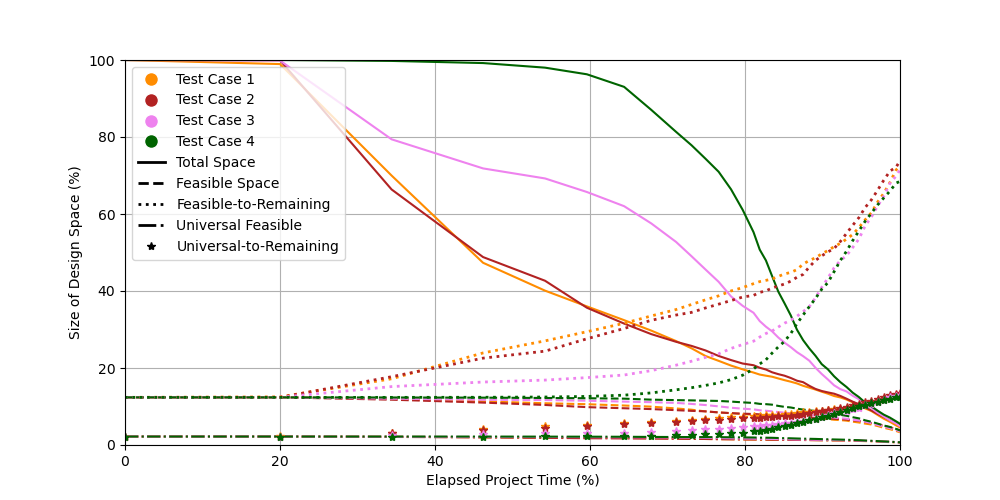 100
80
60
40
20
0
Size of Design Space (%)
Test Case 1
Test Case 2
Test Case 3
Test Case 4
Total Space
Feasible Space
Feasible-to-Remaining
Universal Feasible
Universal-to-Remaining
0 20 40 60 80 100
Elapsed Project Time (%)